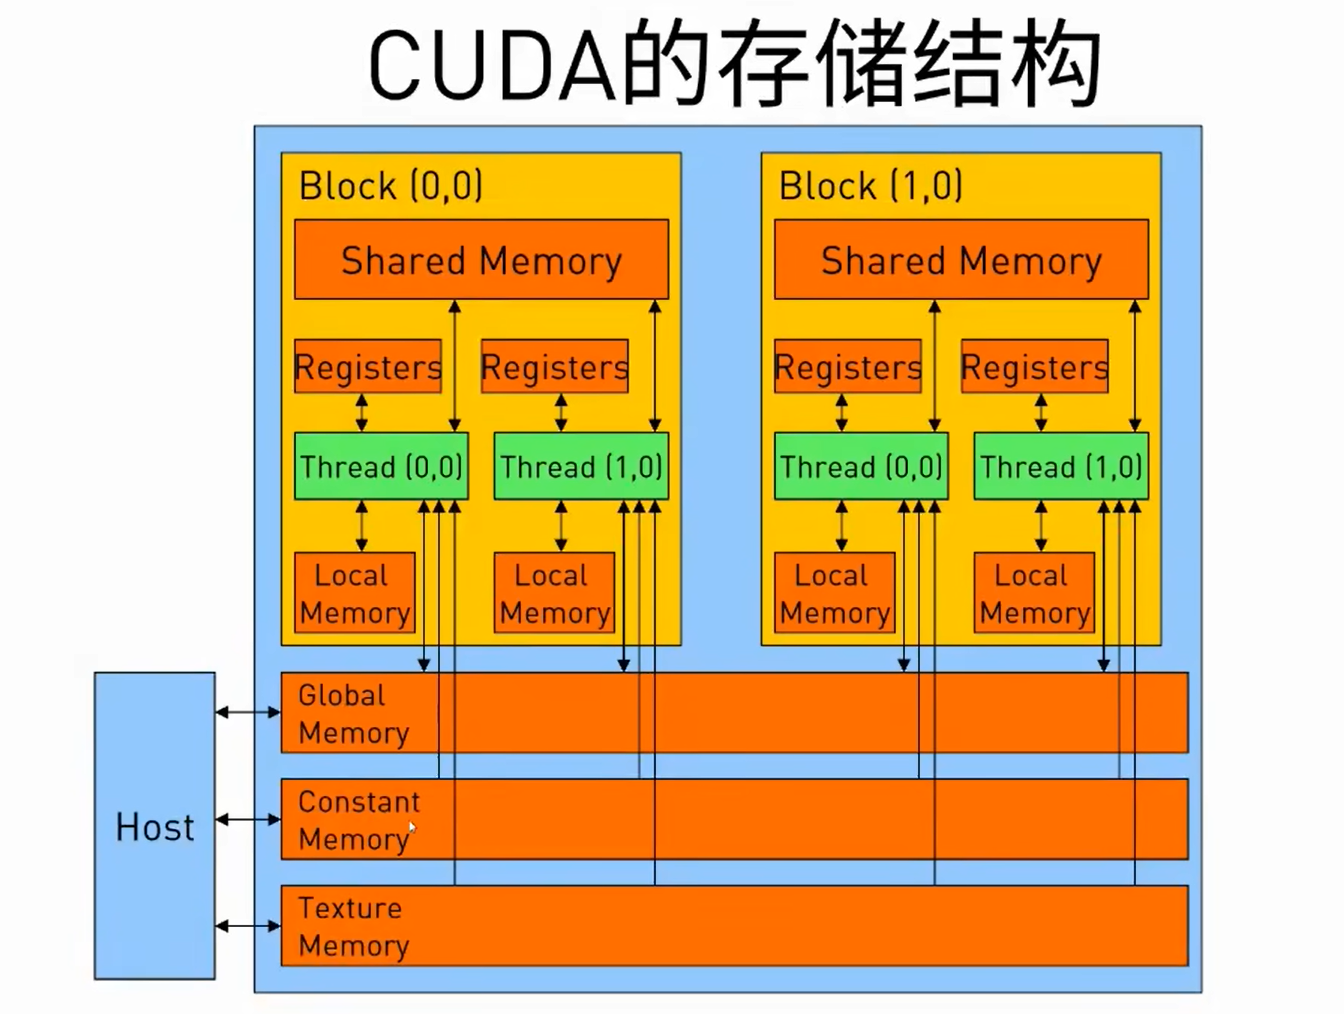 CUDA的存储结构
Block (0,0)
Shared Memory
Registers
Registers
Thread (0,0)
Thread (1,0)
Local
Memory
Local
Memory
Block (1,0)
Shared Memory
Registers
Registers
Thread (0,0)
Thread (1,0)
Local
Memory
Local
Memory
Host
Global
Memory
Constant
Memory
Texture
Memory